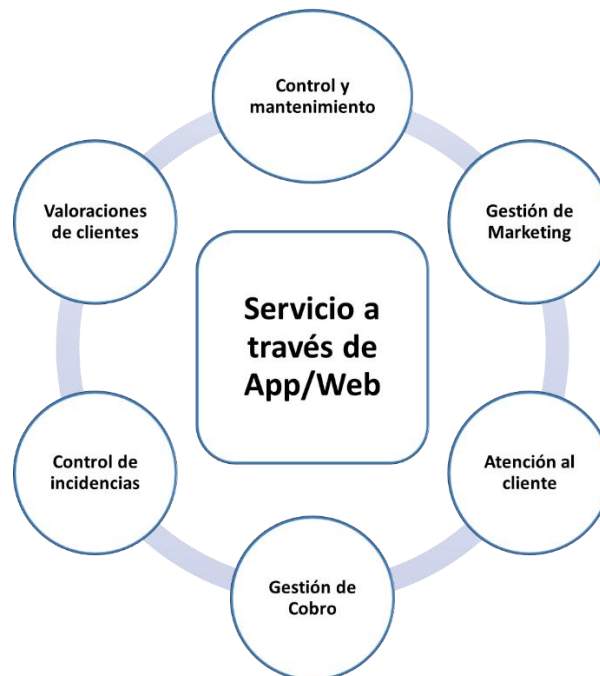 Control y
mantenimiento
Valoraciones
de clientes
Gestión de
Marketing
Servicio a
través de
App/Web
Control de
incidencias
Atención al
cliente
Gestión de
Cobro